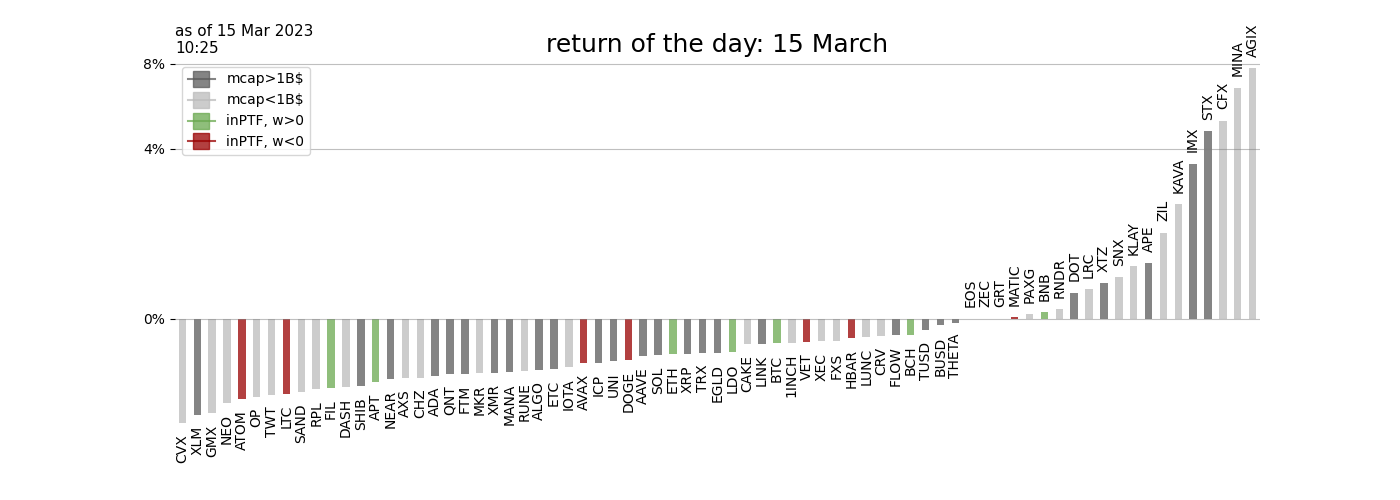 as of 15 Mar 2023
10:25
return of the day: 15 March
8%
4%
0%
mcap>1B$
mcap<1B$
inPTF, w>0
inPTF, w<0
CVX
XLM
GMX
NEO
ATOM
OP
TWT
LTC
SAND
RPL
FIL
DASH
SHIB
APT
NEAR
AXS
CHZ
ADA
QNT
FTM
MKR
XMR
MANA
RUNE
ALGO
ETC
IOTA
AVAX
ICP
UNI
DOGE
AAVE
SOL
ETH
XRP
TRX
EGLD
LDO
CAKE
LINK
BTC
1INCH
VET
XEC
FXS
HBAR
LUNC
CRV
FLOW
BCH
TUSD
BUSD
THETA
EOS
ZEC
GRT
MATIC
PAXG
BNB
RNDR
DOT
LRC
XTZ
SNX
KLAY
APE
ZIL
KAVA
IMX
STX
CFX
MINA
AGIX